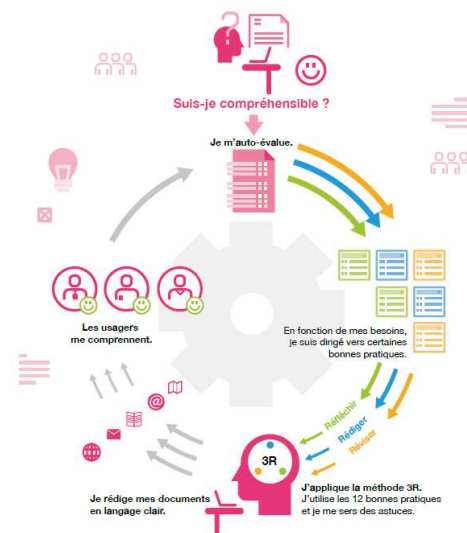 ?
Suis-je compréhensible ?
Je m'auto-évalue.
Les usagers
me comprennent.
En fonction de mes besoins,
je suis dirigé vers certaines
bonnes pratiques.
Réfléchir
Rédiger
Réviser
@
3R
Je rédige mes documents
en langage clair.
J'applique la méthode 3R.
J'utilise les 12 bonnes pratiques
et je me sers des astuces.